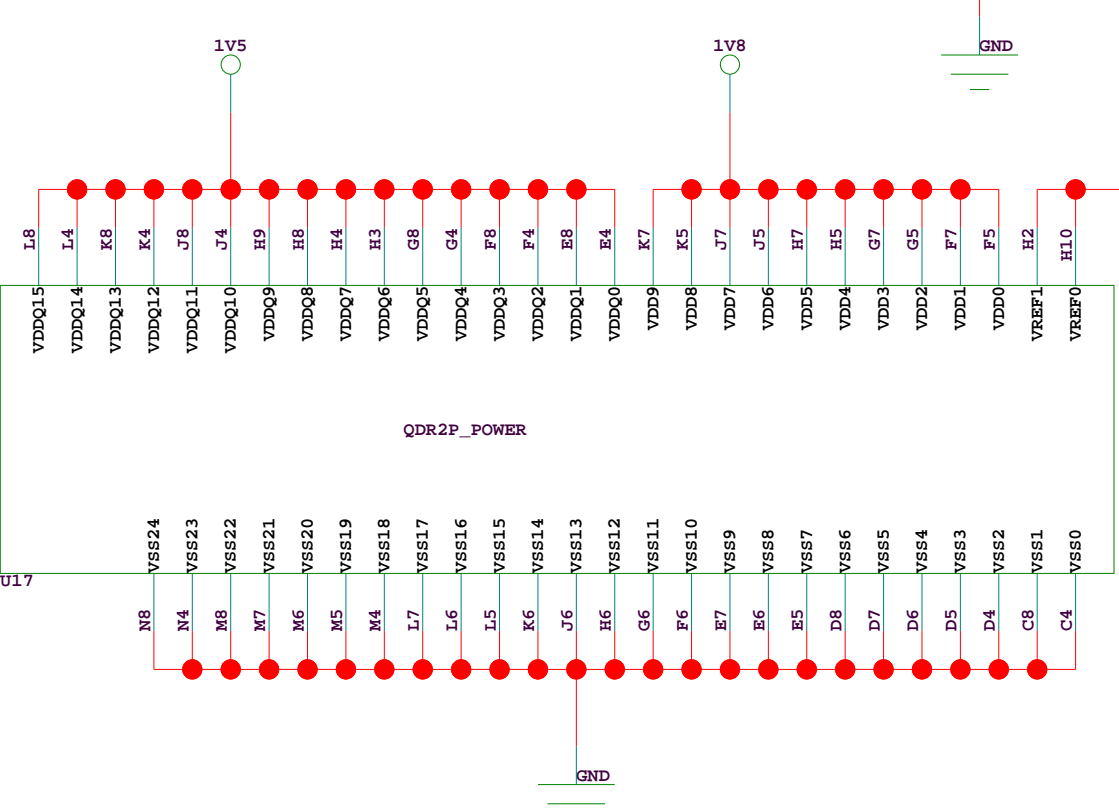 GND
1V5 1V8
L8 L4 K8 K4 J8 J4 H9 H8 H4 H3 G8 G4 F8 F4 E8 E4 K7 K5 J7 J5 H7 H5 G7 G5 F7 F5 H2 H10
VDDQ15 VDDQ14 VDDQ13 VDDQ12 VDDQ11 VDDQ10 VDDQ9 VDDQ8 VDDQ7 VDDQ6 VDDQ5 VDDQ4 VDDQ3 VDDQ2 VDDQ1 VDDQ0 VDD9 VDD8 VDD7 VDD6 VDD5 VDD4 VDD3 VDD2 VDD1 VDD0 VREF1 VREF0
QDR2P_POWER
VSS24 VSS23 VSS22 VSS21 VSS20 VSS19 VSS18 VSS17 VSS16 VSS15 VSS14 VSS13 VSS12 VSS11 VSS10 VSS9 VSS8 VSS7 VSS6 VSS5 VSS4 VSS3 VSS2 VSS1 VSS0
U17
N8 N4 M8 M7 M6 M5 M4 L7 L6 L5 K6 J6 H6 G6 F6 E7 E6 E5 D8 D7 D6 D5 D4 C8 C4
GND